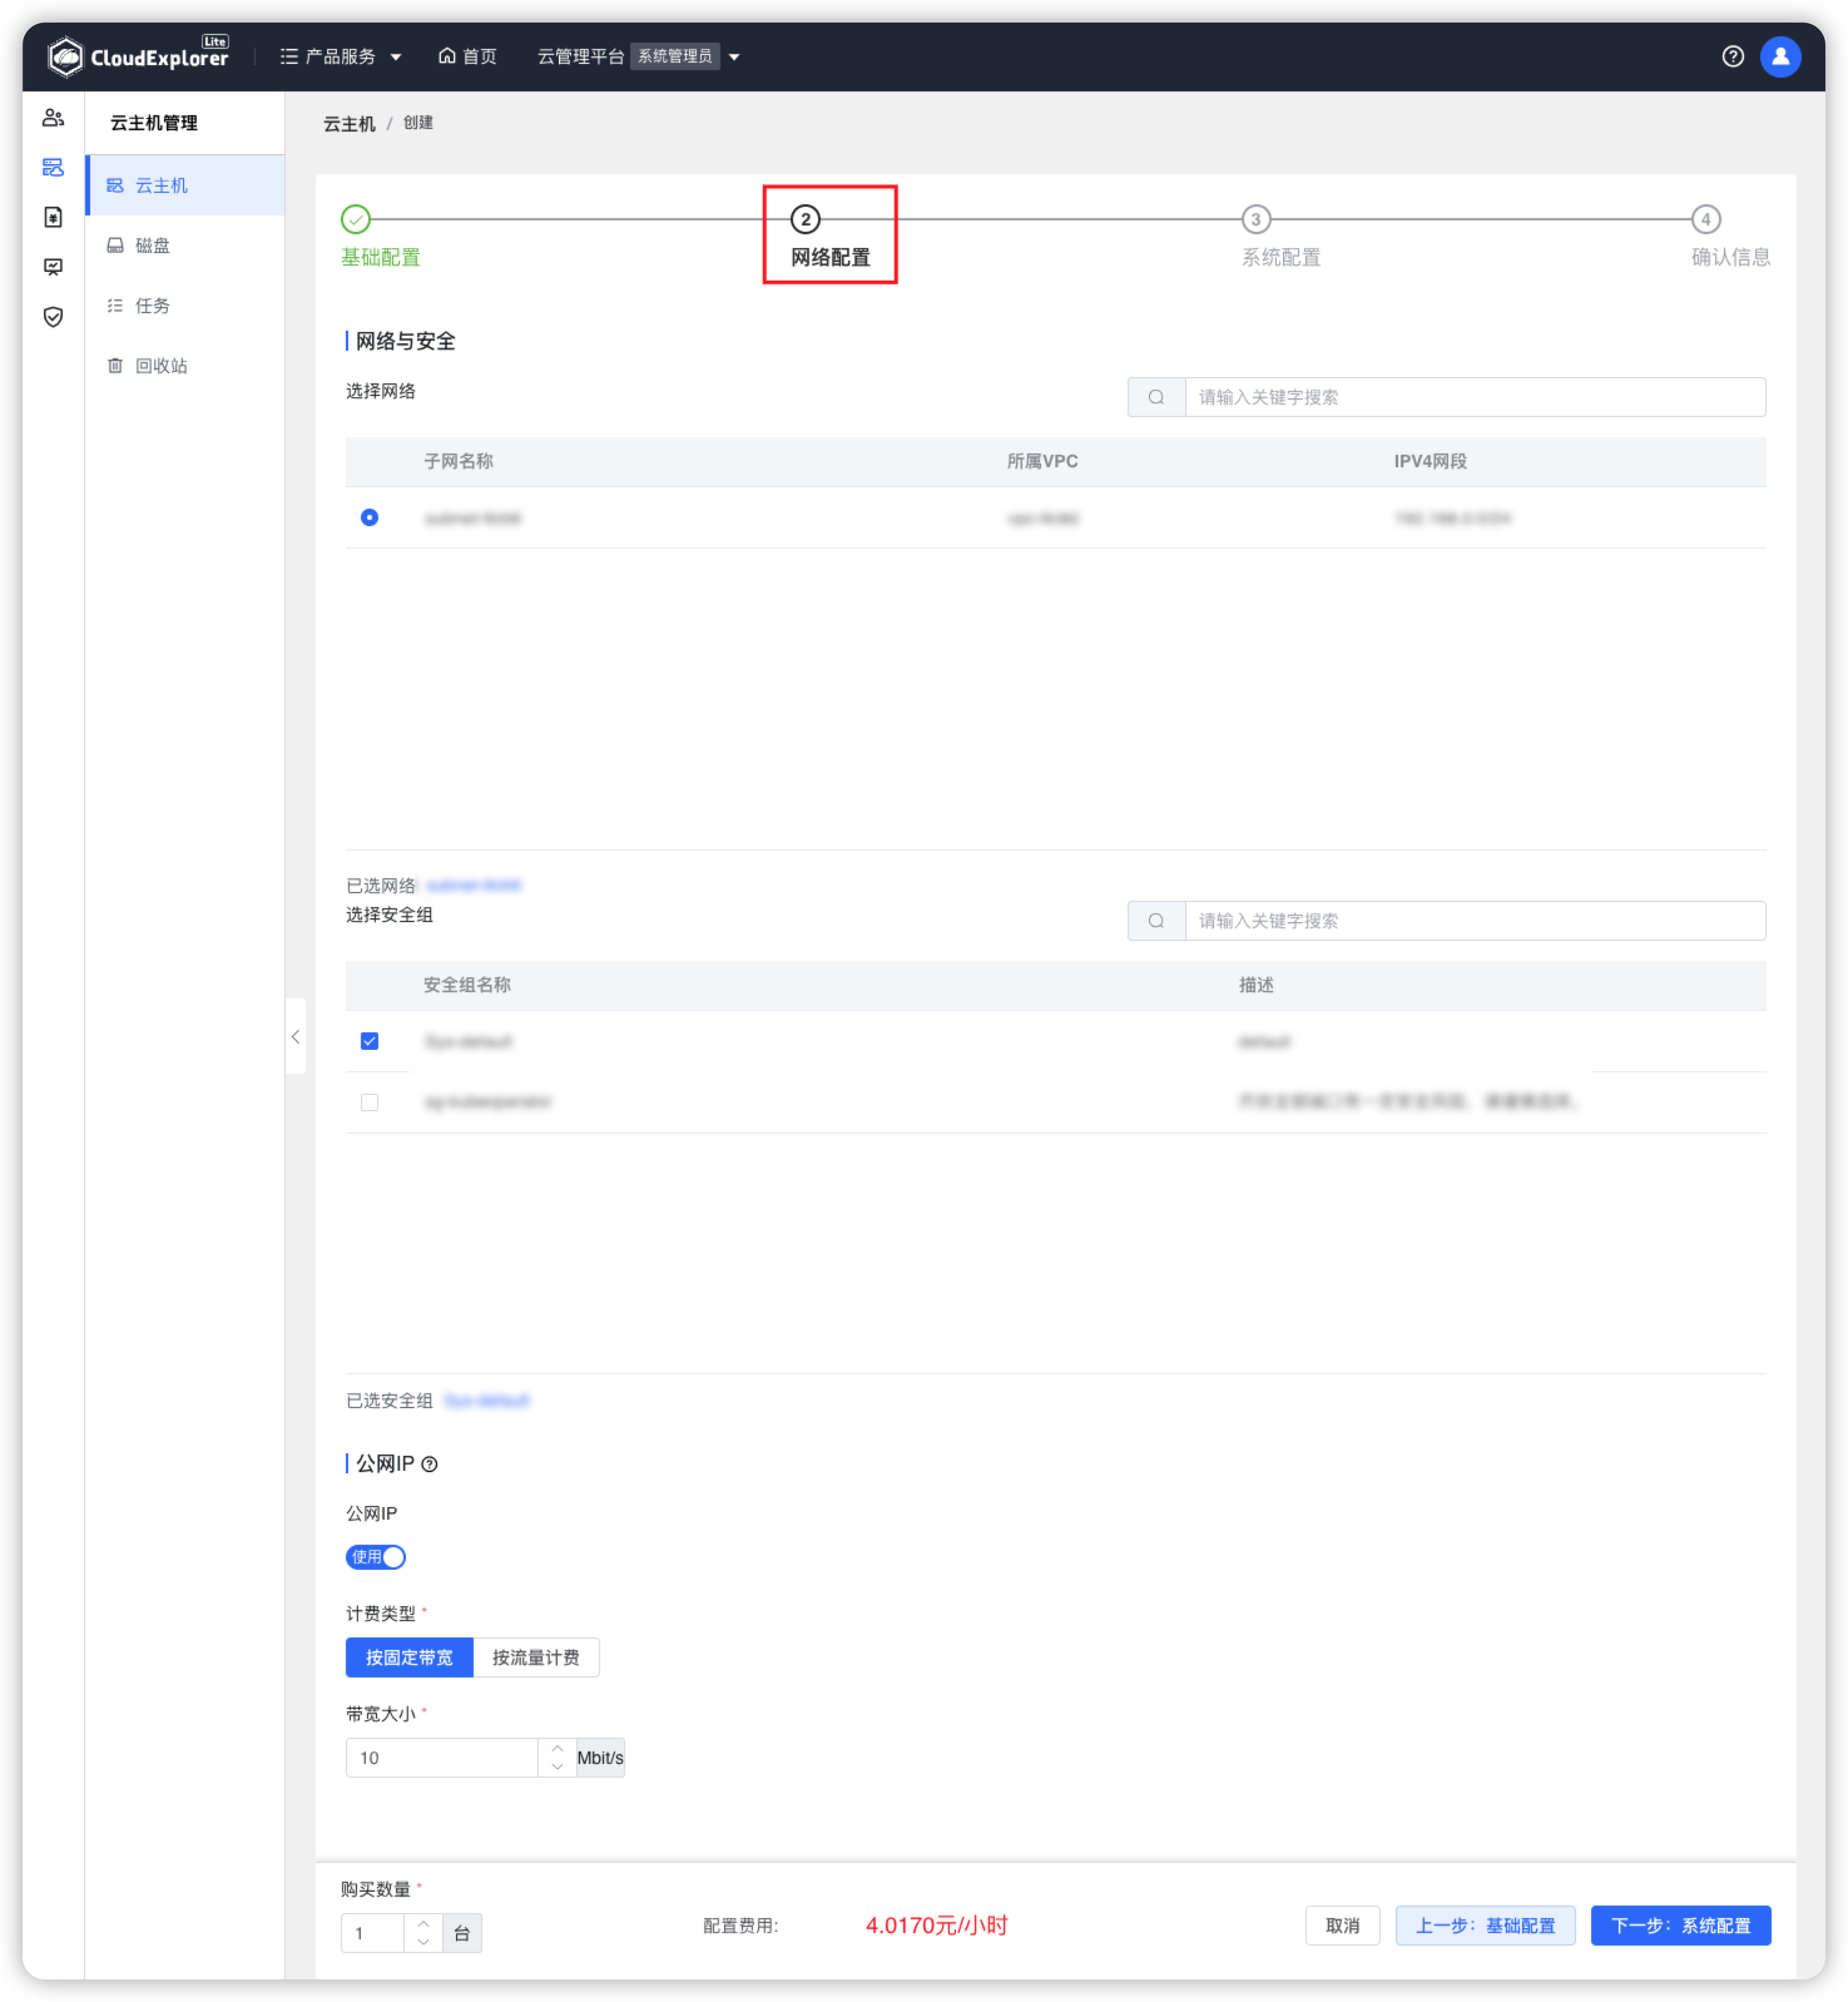 CloudExplorer Lite
产品服务
首页
云管理平台 系统管理员
云主机管理
云主机
磁盘
任务
回收站
云主机 / 创建
基础配置
2
网络配置
3
系统配置
4
确认信息
网络与安全
选择网络
请输入关键字搜索
子网名称 所属VPC IPV4网段
已选网络
选择安全组
请输入关键字搜索
安全组名称 描述
Sys-default default
已选安全组 Sys-default
公网IP
公网IP
使用
计费类型 *
按固定带宽 按流量计费
带宽大小 *
10 Mbit/s
购买数量 *
1 台
配置费用: 4.0170元/小时
取消 上一步：基础配置 下一步：系统配置